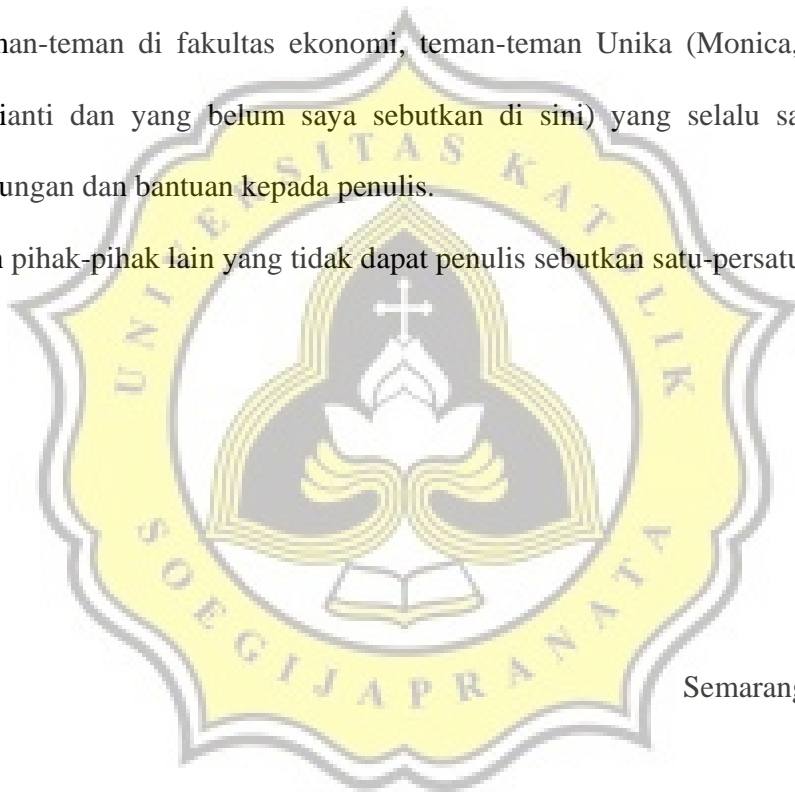 man-teman di fakultas ekonomi, teman-teman Unika (Monica,
ianti dan yang belum saya sebutkan di sini) yang selalu sa
ungan dan bantuan kepada penulis.
pihak-pihak lain yang tidak dapat penulis sebutkan satu-persatu
UNIVERSITAS KATOLIK
SOEGIJAPRANATA
Semarang